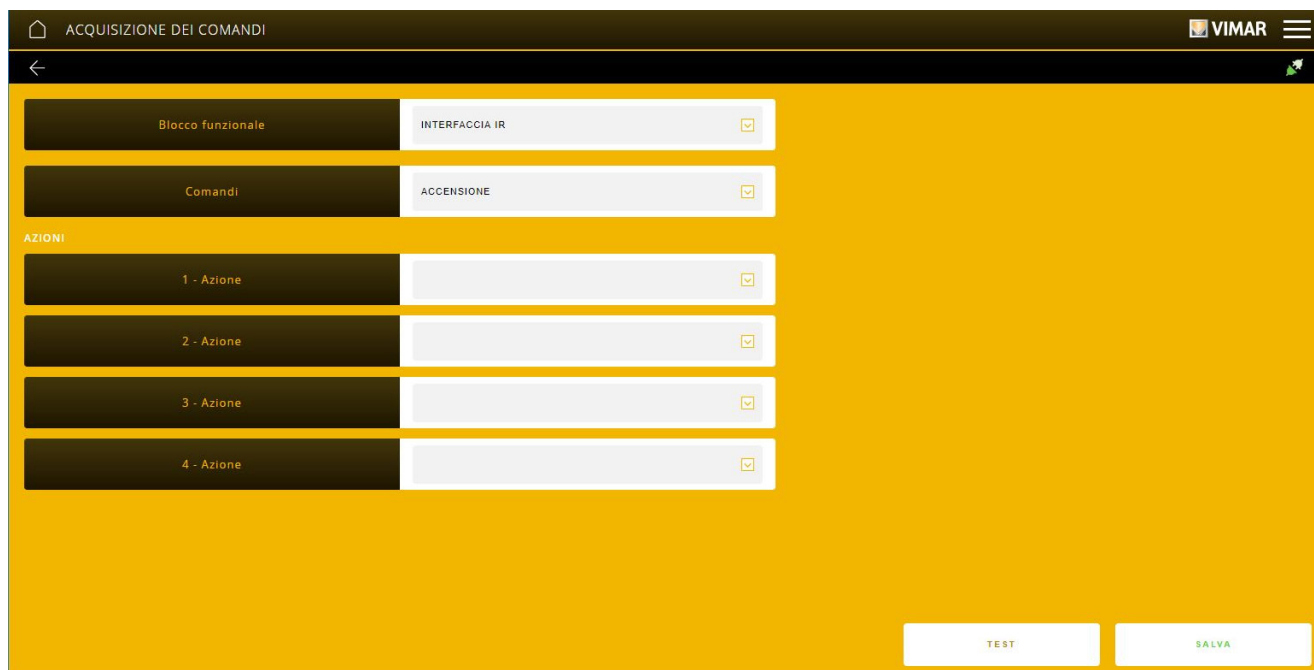 ACQUISIZIONE DEI COMANDI
VIMAR
Blocco funzionale
INTERFACCIA IR
Comandi
ACCENSIONE
AZIONI
1 - Azione
2 - Azione
3 - Azione
4 - Azione
TEST
SALVA